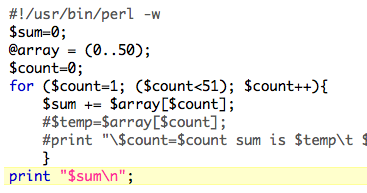 #!/usr/bin/perl -w
$sum=0;
@array = (0..50);
$count=0;
for ($count=1; ($count<51); $count++){
$sum += $array[$count];
#$temp=$array[$count];
#print "\$count=$count sum is $temp\t $
}
print "$sum\n";